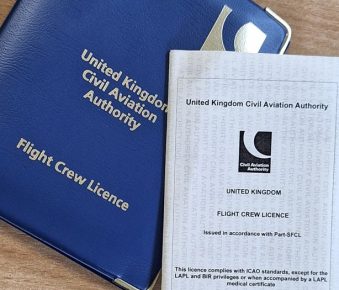 United Kingdom
Civil Aviation
Authority
Flight Crew Licence
United Kingdom Civil Aviation Authority
Civil Aviation
Authority
UNITED KINGDOM
FLIGHT CREW LICENCE
Issued in accordance with Part-SFCL
This licence complies with ICAO standards, except for the
LAPL and BIR privileges or when accompanied by a LAPL
medical certificate